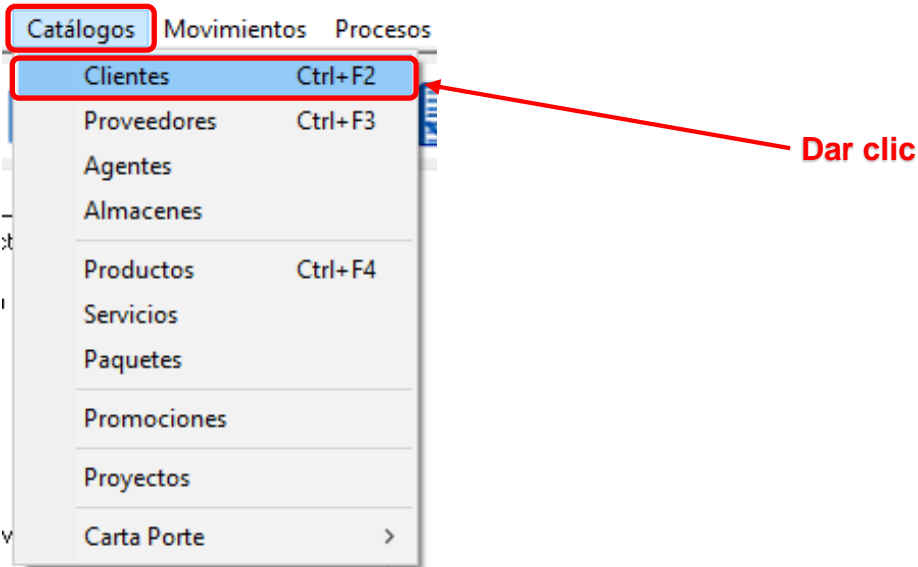 Catálogos Movimientos Procesos
Clientes Ctrl+F2
Proveedores Ctrl+F3
Dar clic
Agentes
Almacenes
Productos Ctrl+F4
Servicios
Paquetes
Promociones
Proyectos
Carta Porte >